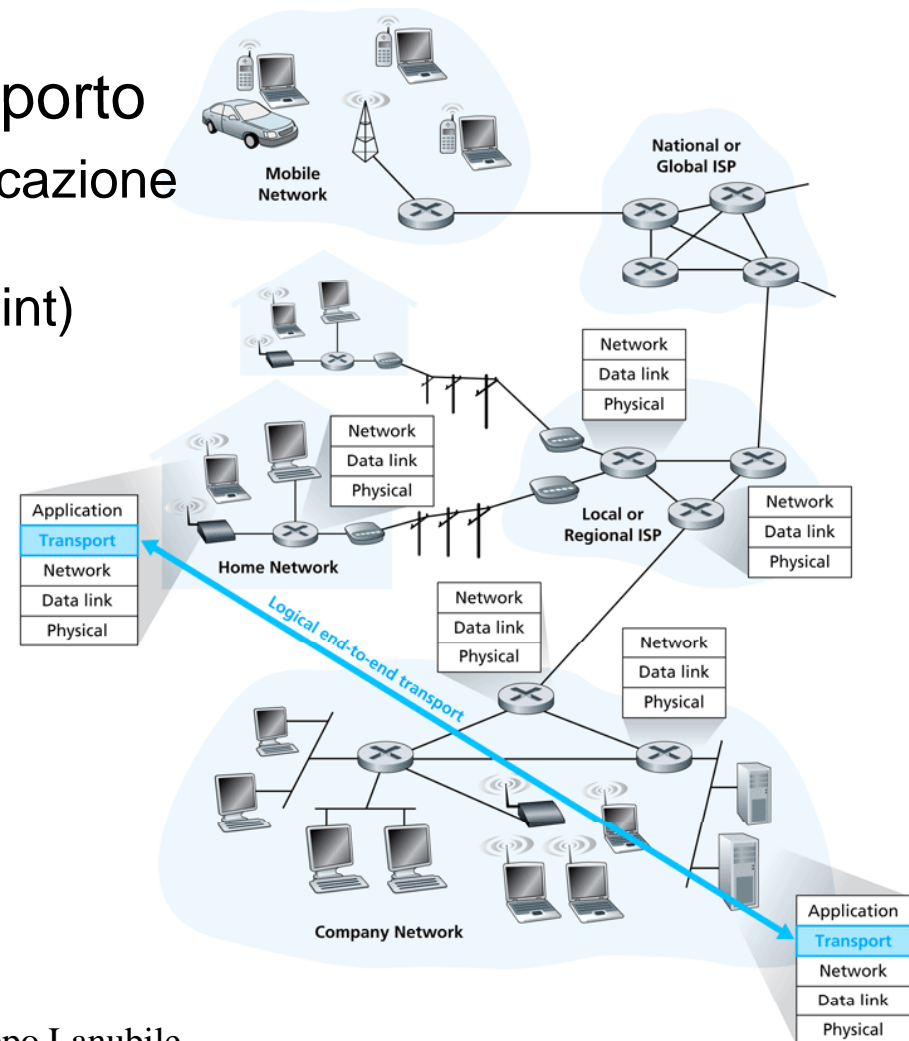 porto
cazione
int)
Mobile
Network
National or
Global ISP
Network
Data link
Physical
Network
Data link
Physical
Local or
Regional ISP
Network
Data link
Physical
Application
Transport
Network
Data link
Physical
Home Network
Logical end-to-end transport
Network
Data link
Physical
Network
Data link
Physical
Company Network
Application
Transport
Network
Data link
Physical
po Lanubile